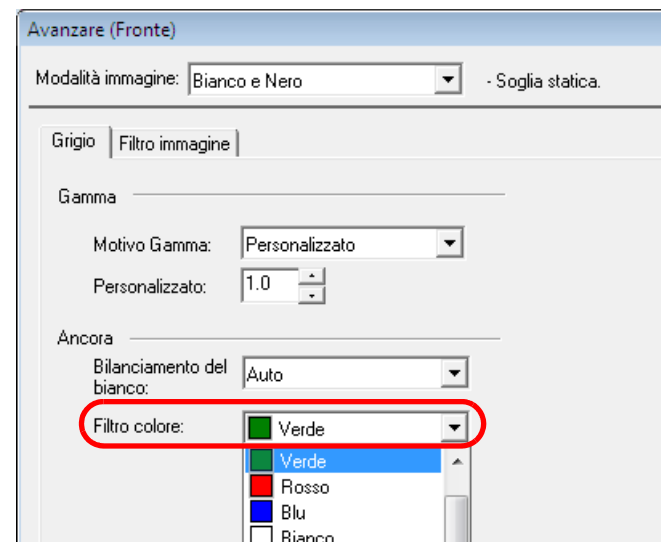 Avanzare (Fronte)
Modalità immagine: Bianco e Nero - Soglia statica.
Grigio Filtro immagine
Gamma
Motivo Gamma: Personalizzato
Personalizzato: 1.0
Ancora
Bilanciamento del
bianco: Auto
Filtro colore: Verde
Verde
Rosso
Blu
Bianco